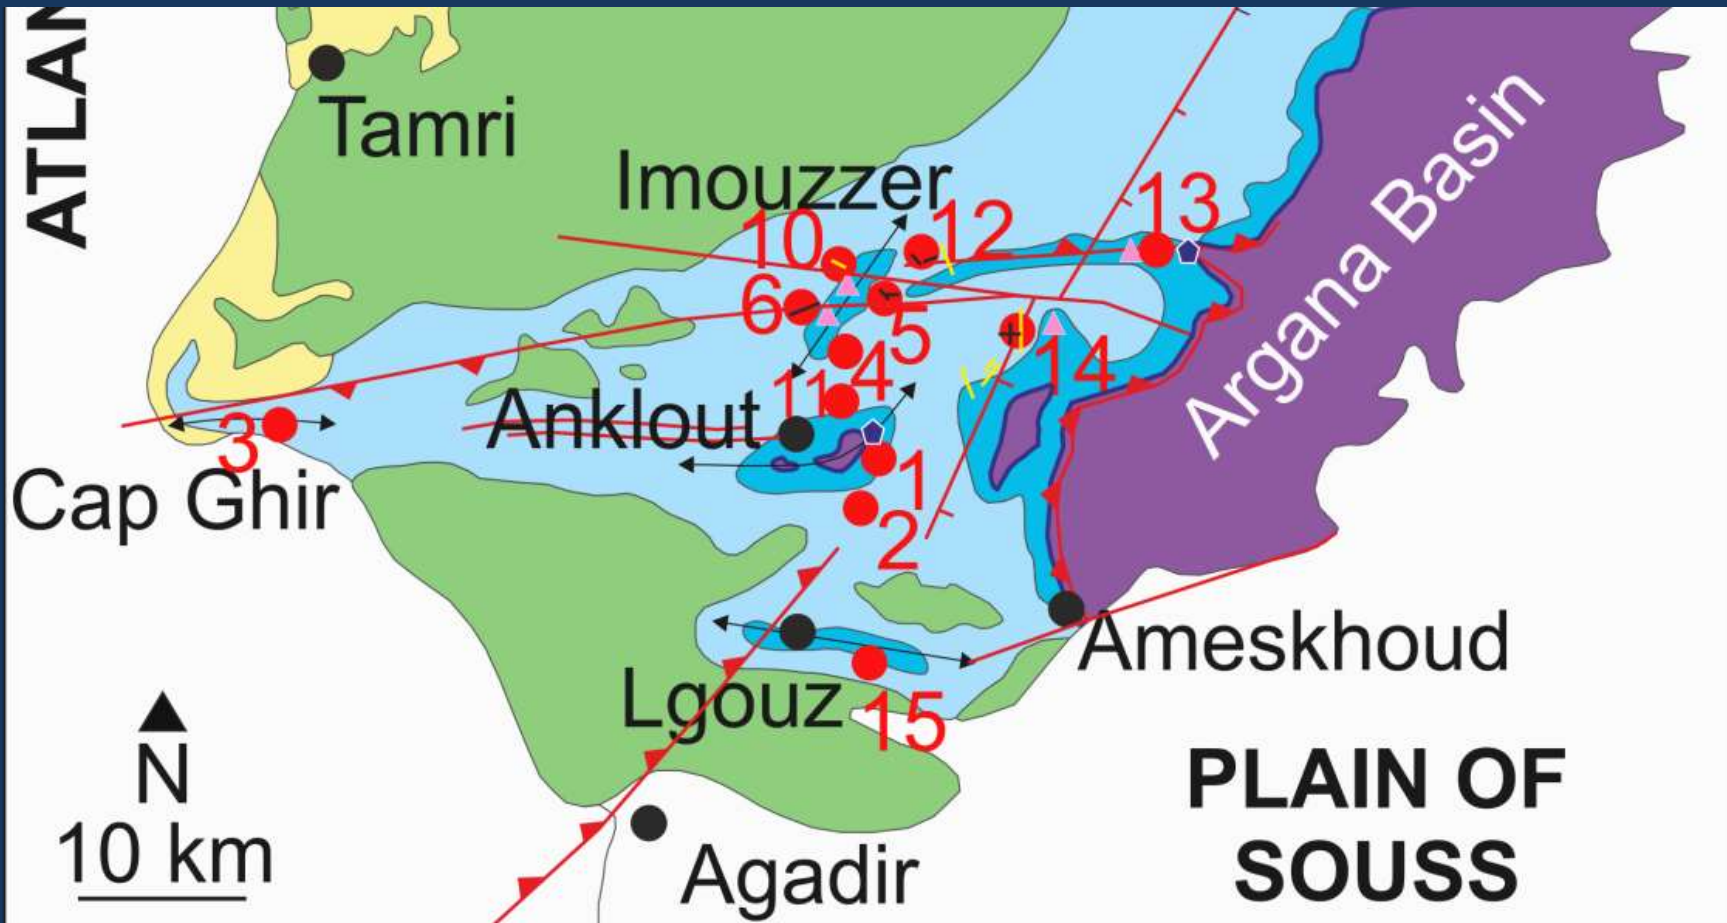 ATLAN
Tamri
Imouzzer
10
12
13
6
5
4
14
11
Anklout
3
1
Cap Ghir
2
Argana Basin
Ameskhoud
Lgouz
15
N
10 km
Agadir
PLAIN OF
SOUSS